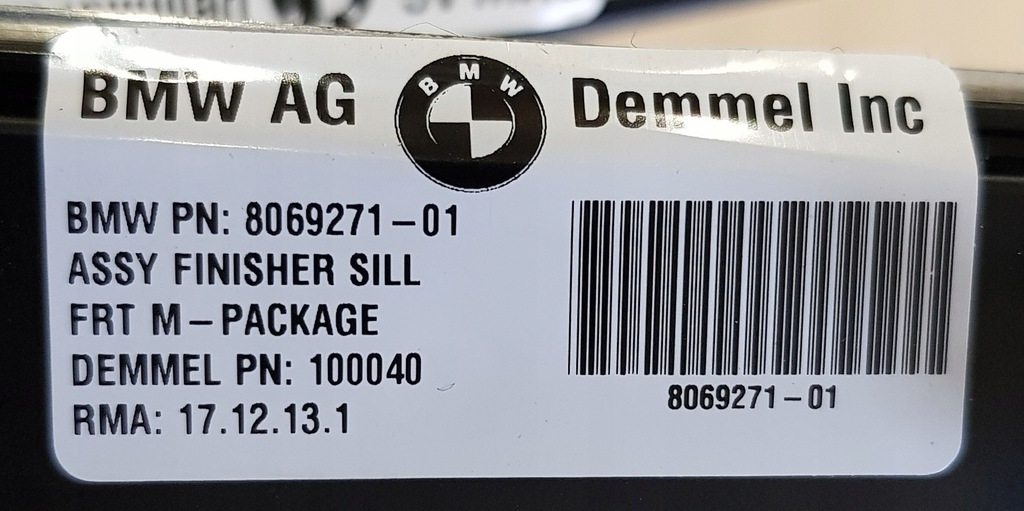 BMW AG BMW Demmel Inc
BMW PN: 8069271-01
ASSY FINISHER SILL
FRT M-PACKAGE
DEMMEL PN: 100040
RMA: 17.12.13.1
8069271-01